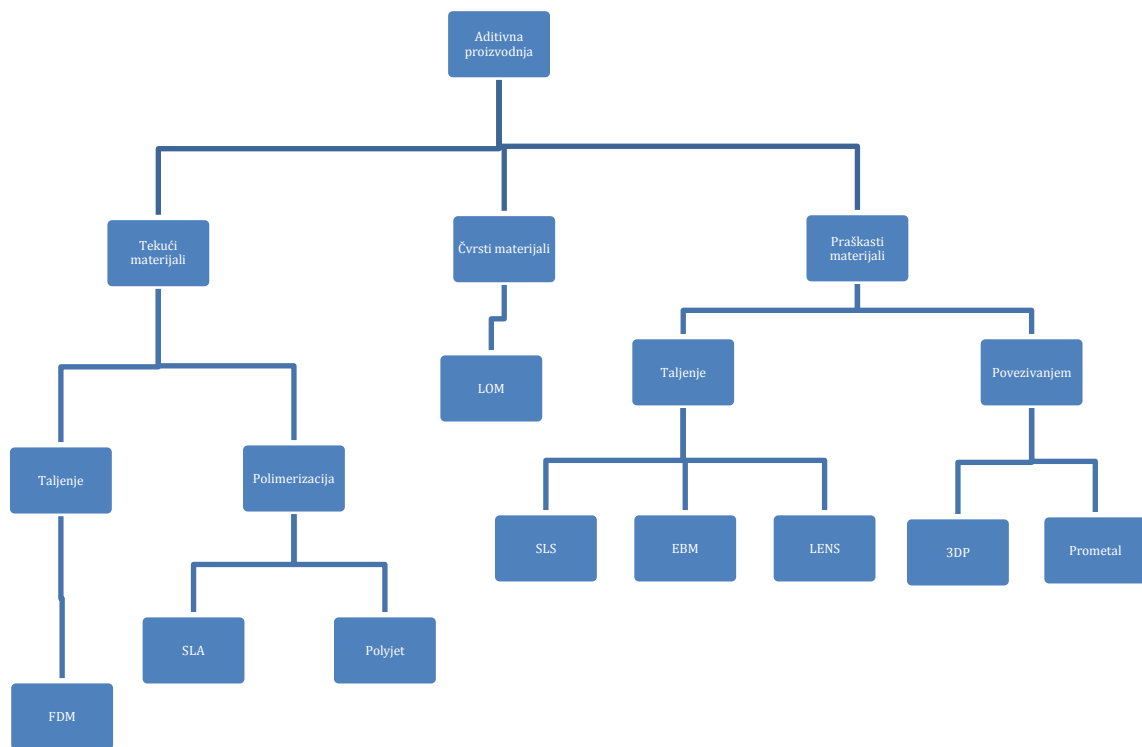 Aditivna
proizvodnja
Tekući
materijali
Čvrsti materijali
Praškasti
materijali
LOM
Taljenje
Povezivanjem
Taljenje
Polimerizacija
SLS
EBM
LENS
3DP
Prometal
SLA
Polyjet
FDM